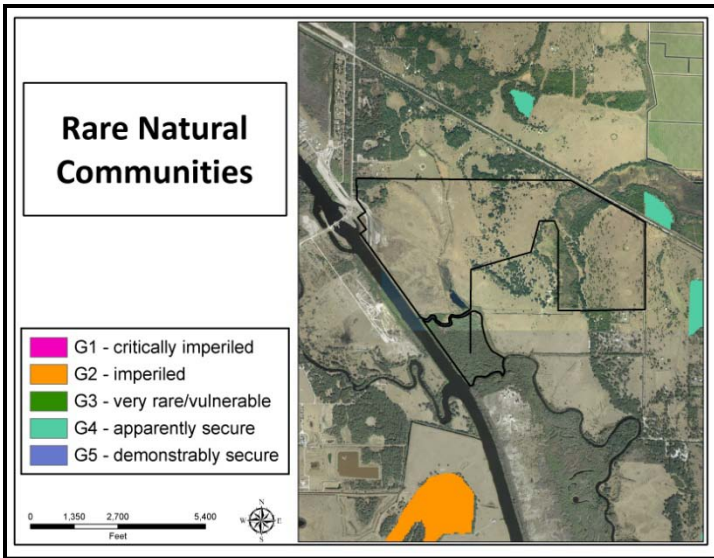 Rare Natural
Communities
G1 - critically imperiled
G2 - imperiled
G3 - very rare/vulnerable
G4 - apparently secure
G5 - demonstrably secure
0 1,350 2,700 5,400
Feet
N
W E
S